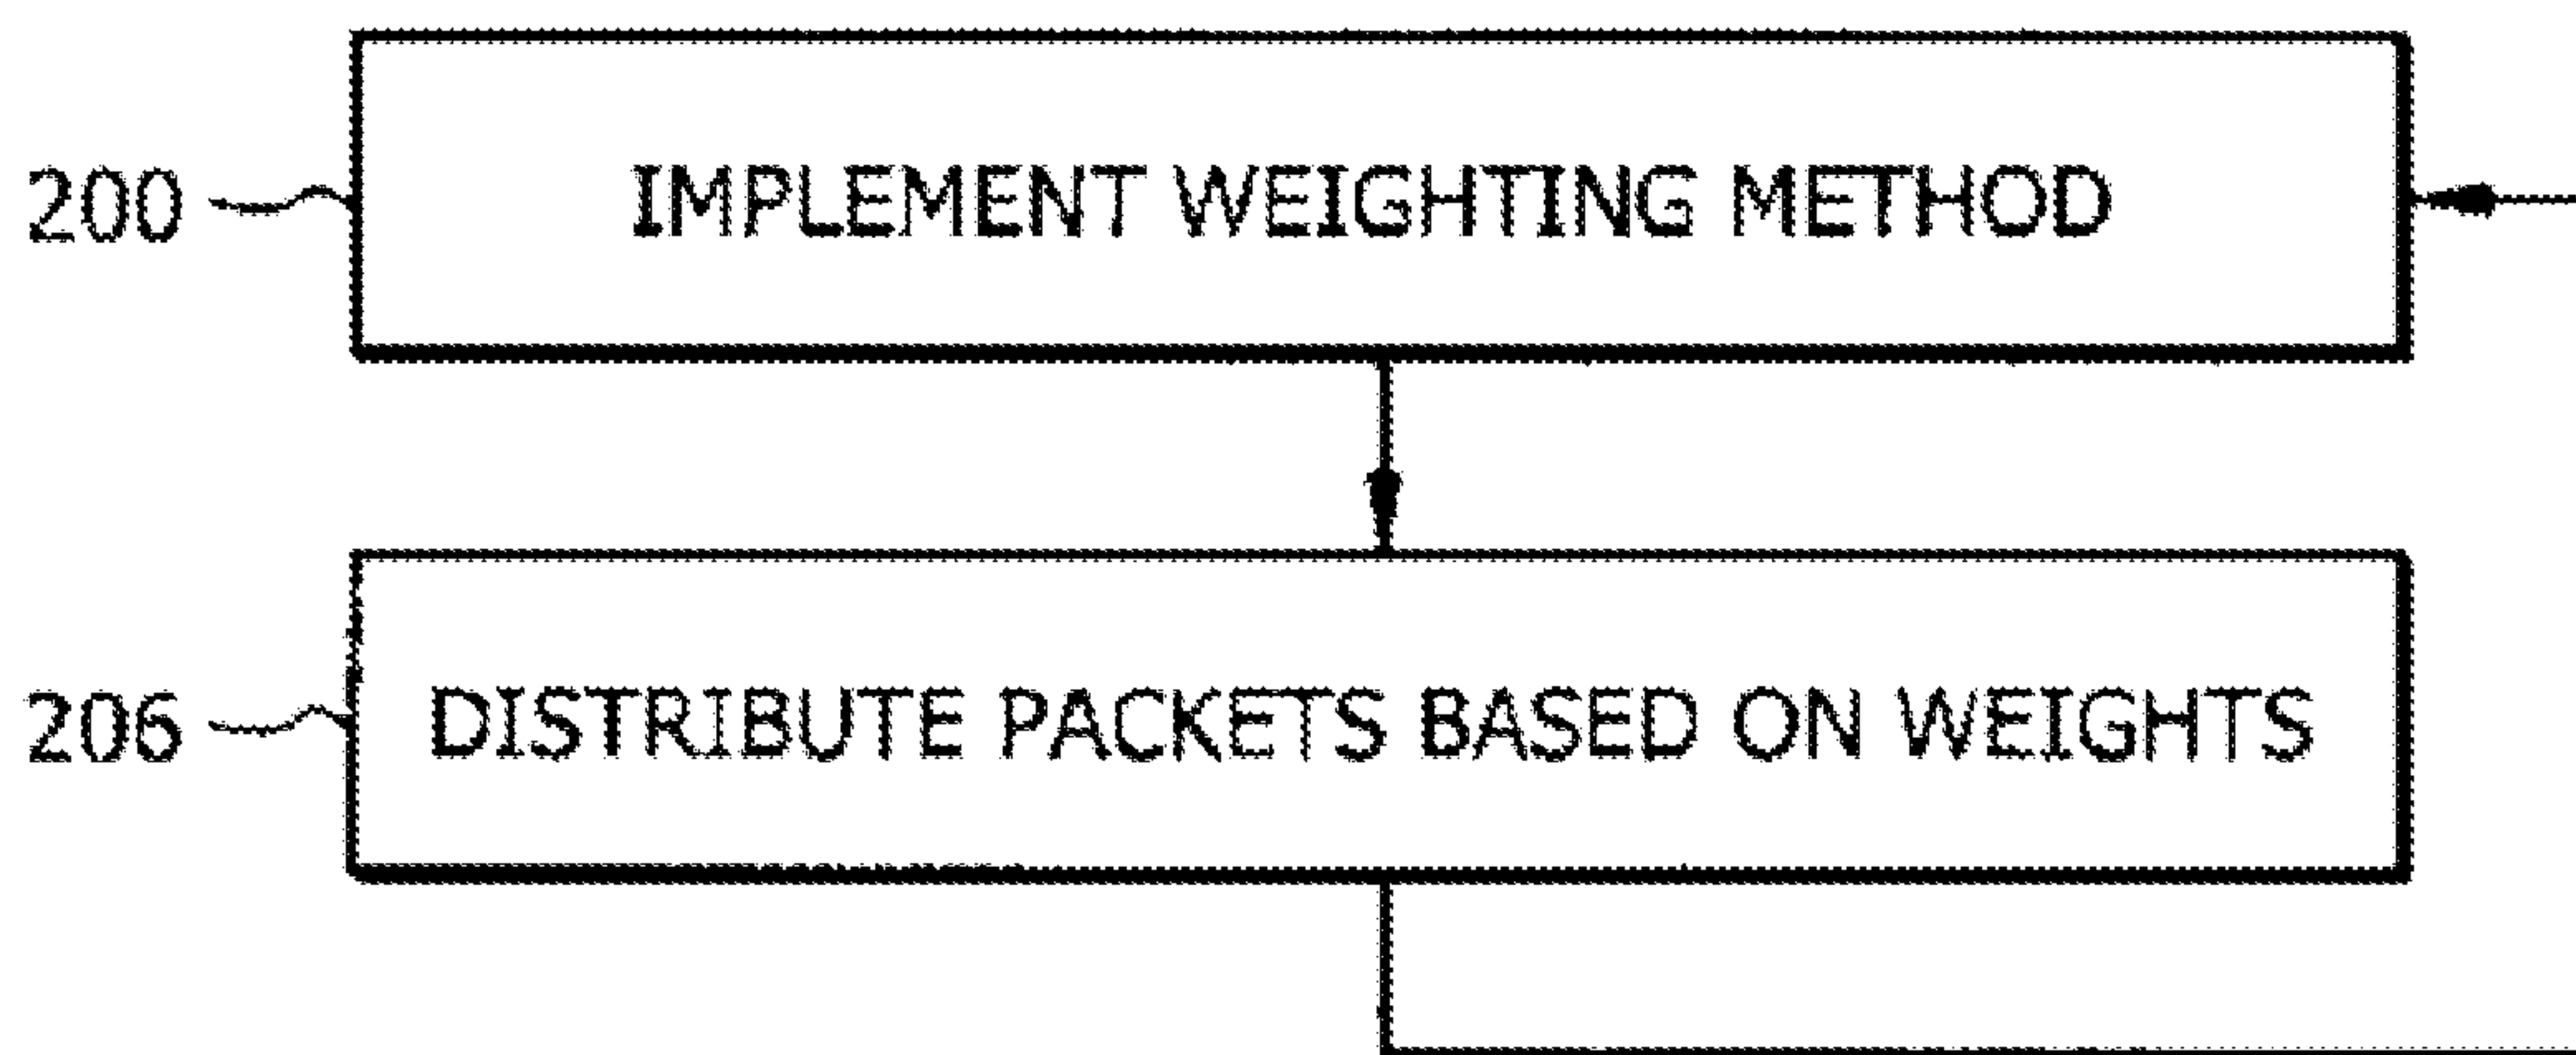 200
IMPLEMENT WEIGHTING METHOD
206
DISTRIBUTE PACKETS BASED ON WEIGHTS